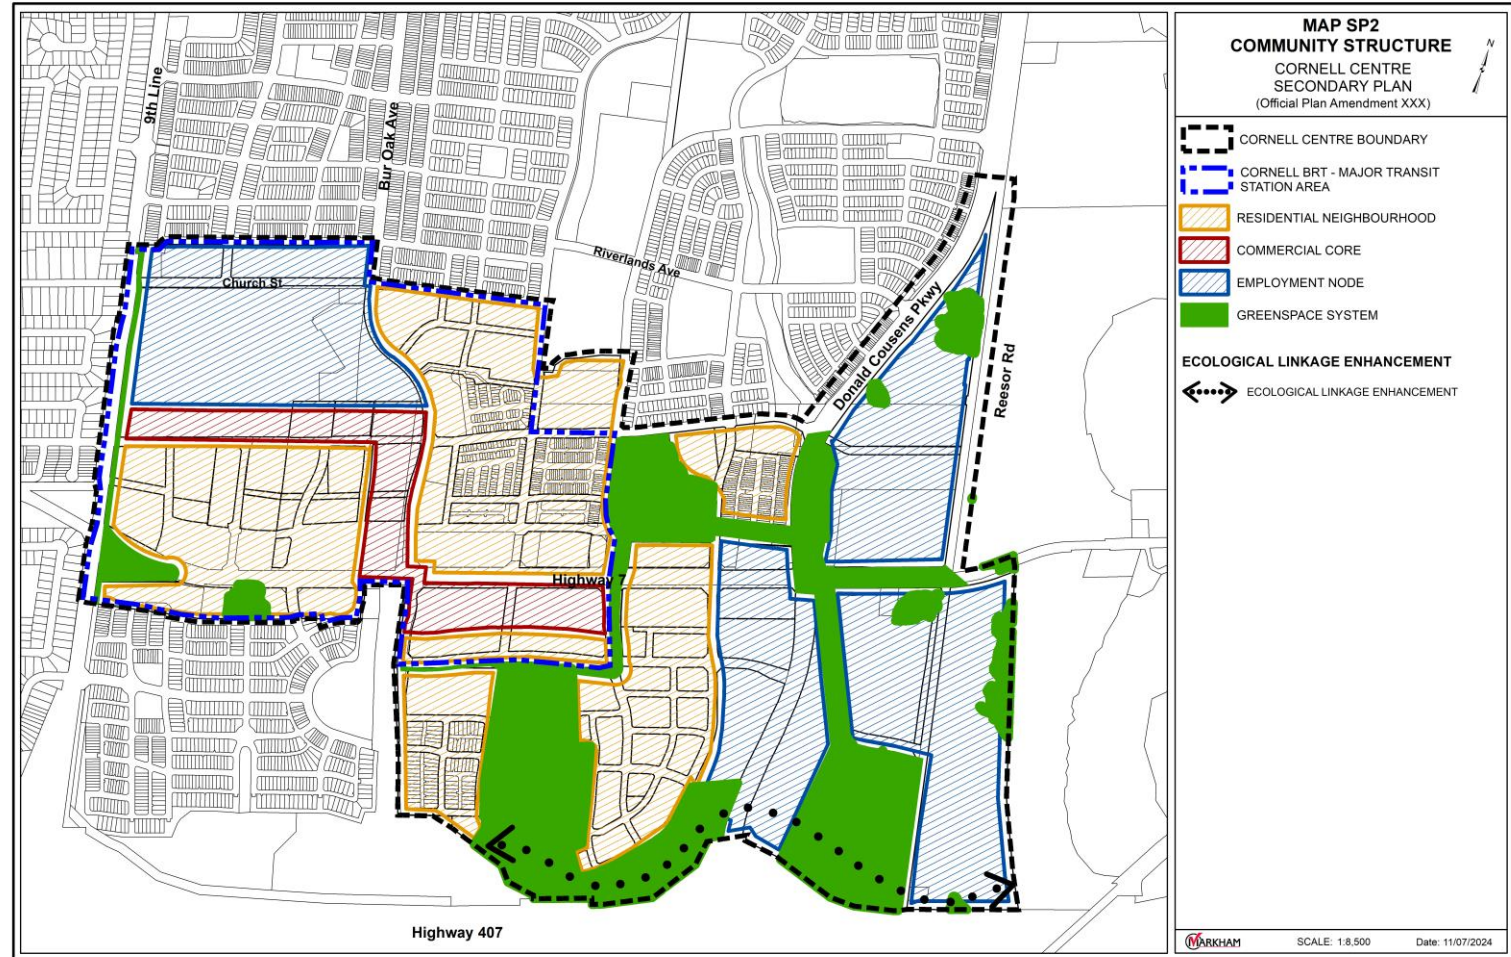 MAP SP2
COMMUNITY STRUCTURE
CORNELL CENTRE
SECONDARY PLAN
(Official Plan Amendment XXX)
N
CORNELL CENTRE BOUNDARY
CORNELL BRT - MAJOR TRANSIT
STATION AREA
RESIDENTIAL NEIGHBOURHOOD
COMMERCIAL CORE
EMPLOYMENT NODE
GREENSPACE SYSTEM
ECOLOGICAL LINKAGE ENHANCEMENT
ECOLOGICAL LINKAGE ENHANCEMENT
9th Line
Bur Oak Ave
Church St
Riverlands Ave
Donald Cousens Pkwy
Reesor Rd
Highway 7
Highway 407
MARKHAM
SCALE: 1:8,500
Date: 11/07/2024